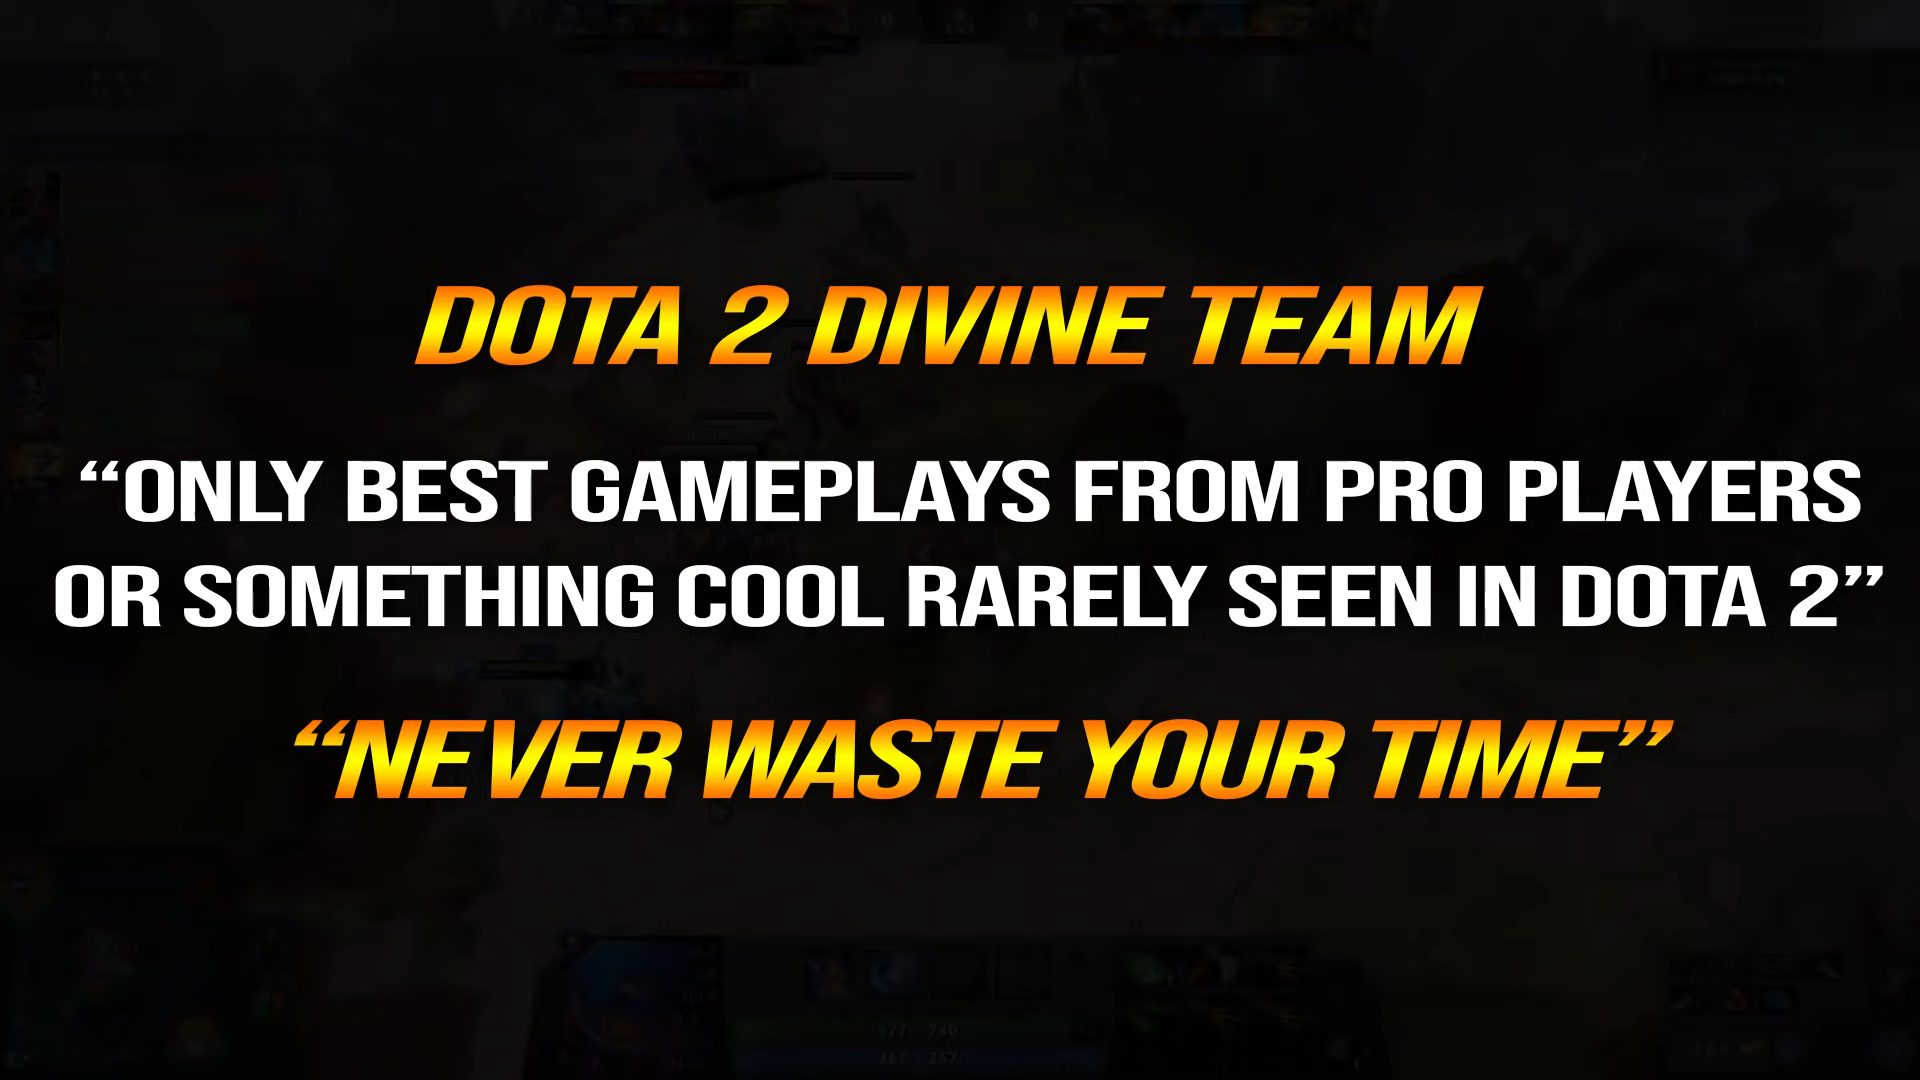 DOTA 2 DIVINE TEAM
“ONLY BEST GAMEPLAYS FROM PRO PLAYERS
OR SOMETHING COOL RARELY SEEN IN DOTA 2”
“NEVER WASTE YOUR TIME”